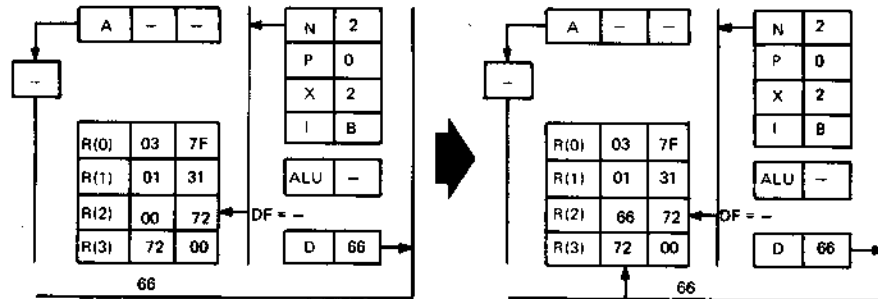 A – –
N 2
P 0
X 2
I B
–
R(0) 03 7F
R(1) 01 31
R(2) 00 72
R(3) 72 00
ALU –
DF = –
D 66
66
A – –
N 2
P 0
X 2
I B
–
R(0) 03 7F
R(1) 01 31
R(2) 66 72
R(3) 72 00
ALU –
DF = –
D 66
66